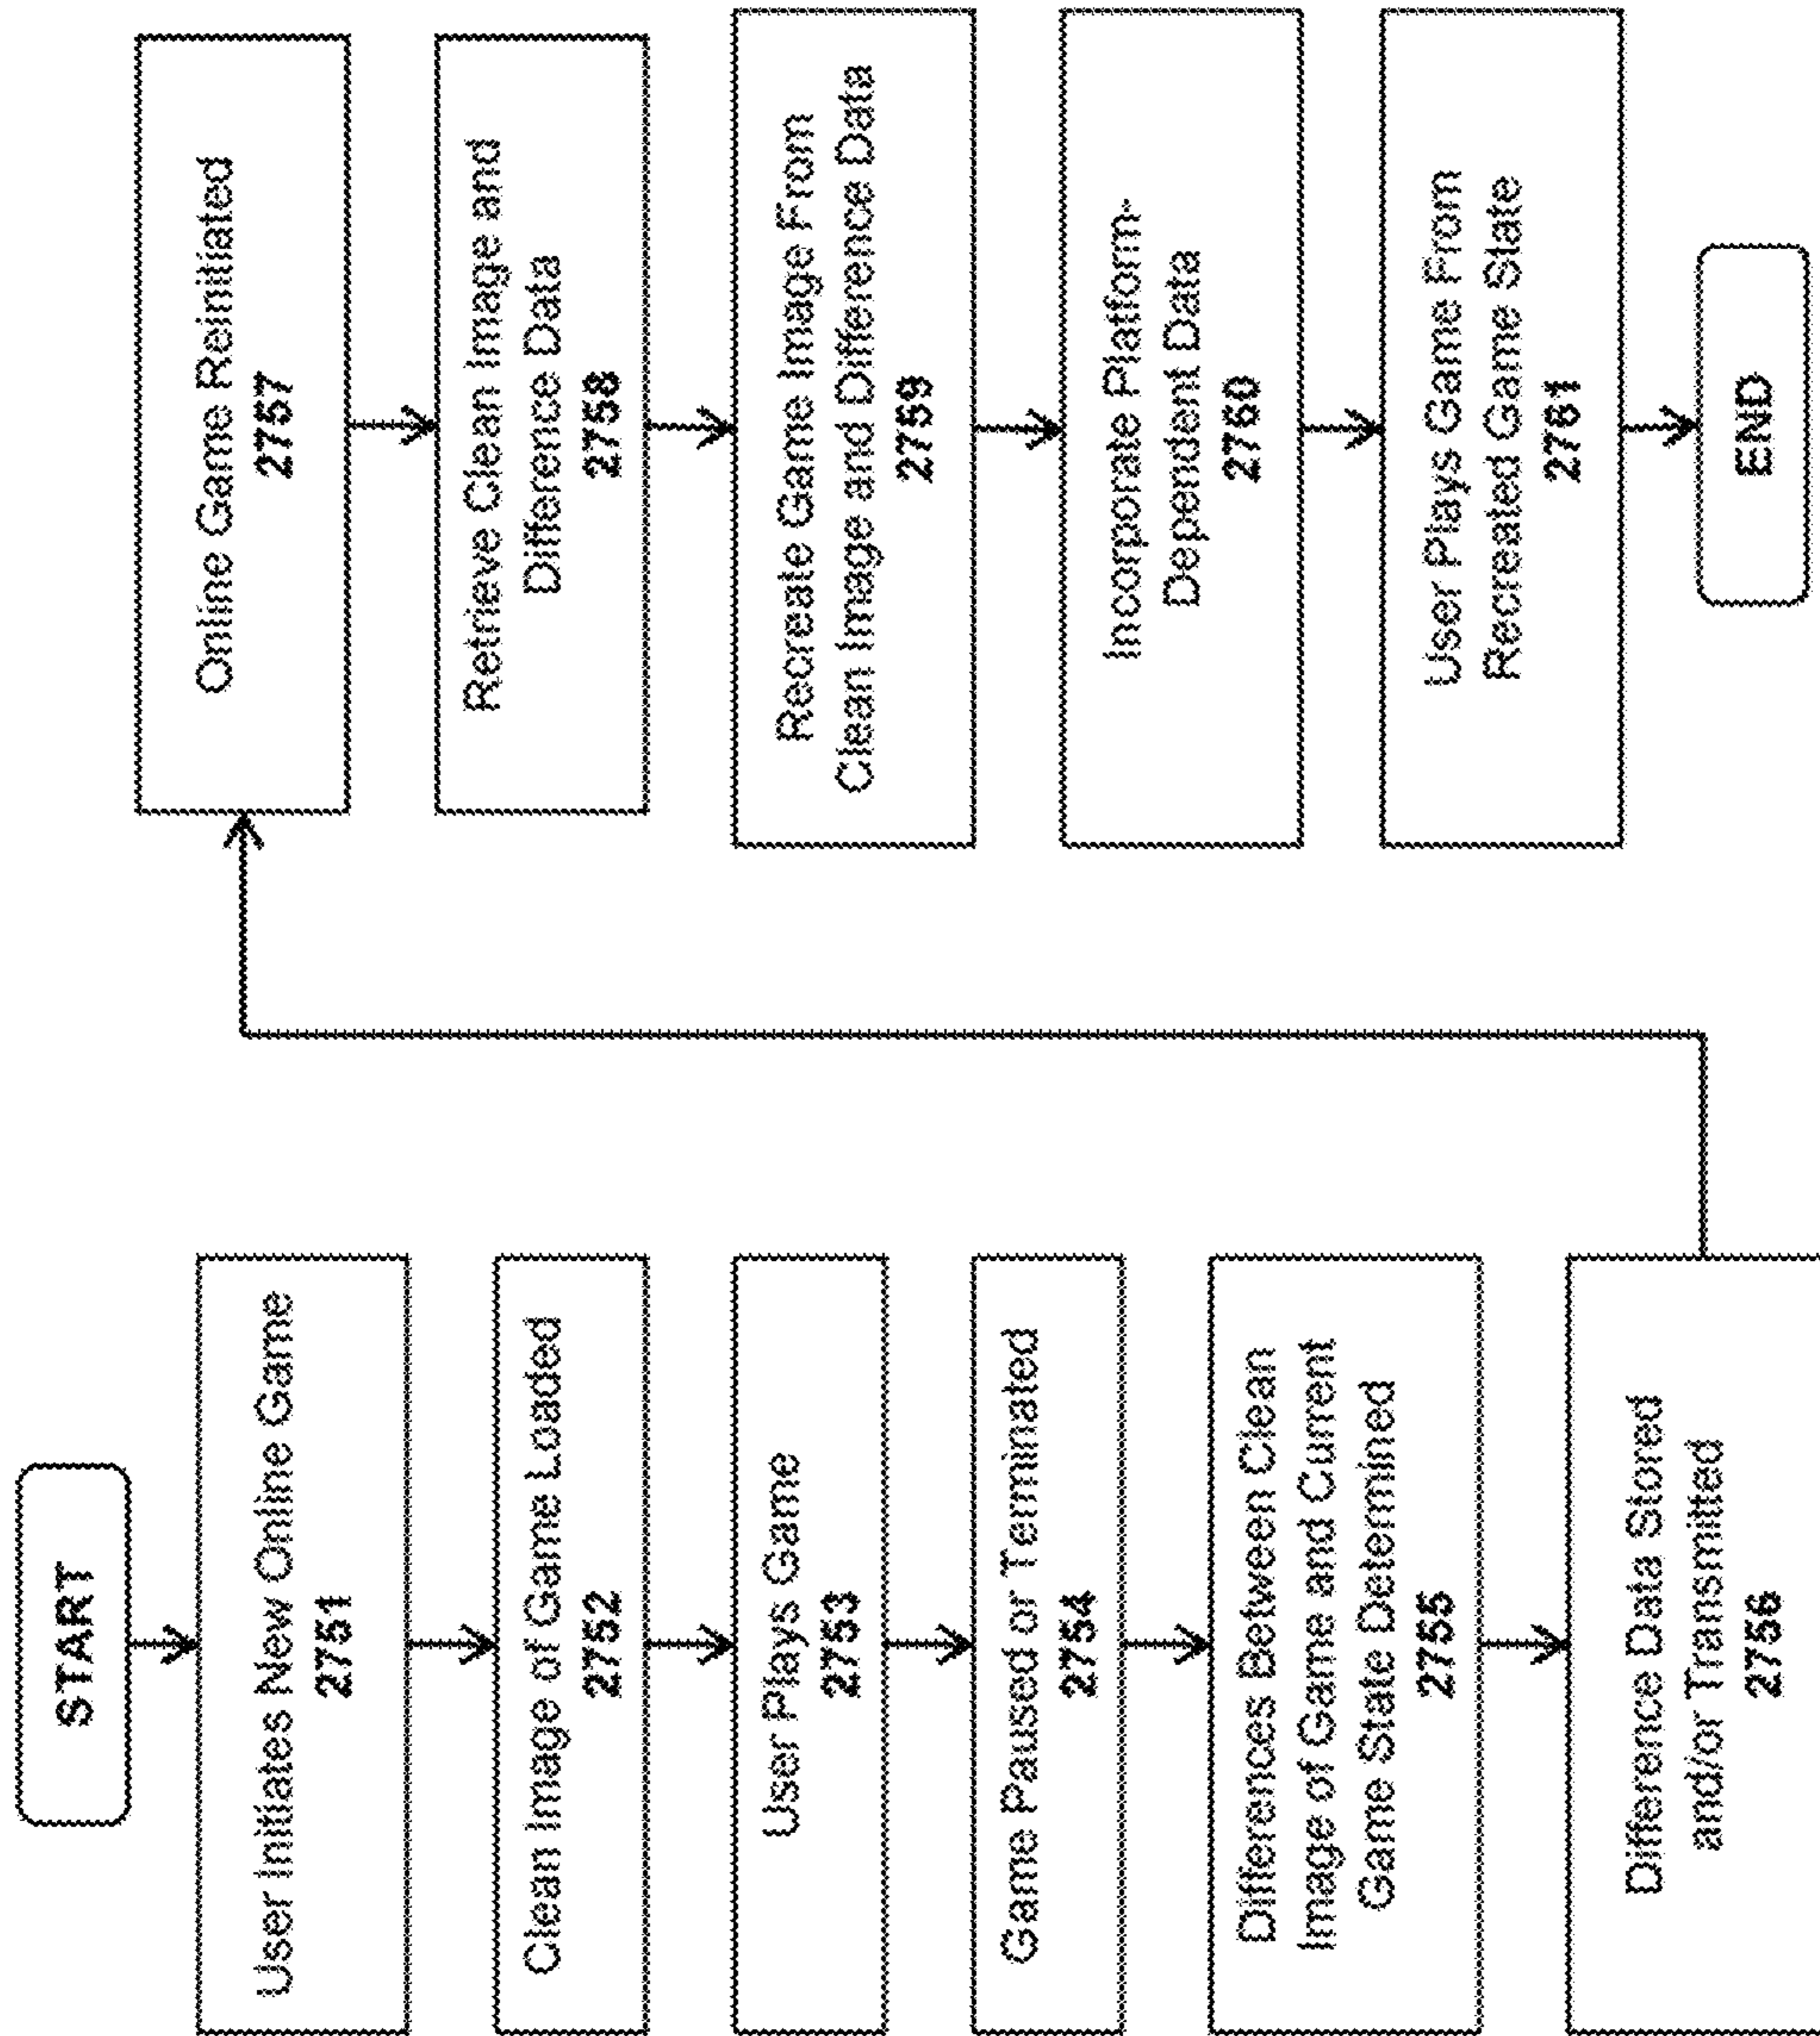 START
User Initiates New Online Game
2751
Clean Image of Game Loaded
2752
User Plays Game
2753
Game Paused or Terminated
2754
Differences Between Clean
Image of Game and Current
Game State Determined
2755
Difference Data Stored
and/or Transmitted
2756
Online Game Reinitiated
2757
Retrieve Clean Image and
Difference Data
2758
Recreate Game Image From
Clean Image and Difference Data
2759
Incorporate Platform-
Dependent Data
2760
User Plays Game From
Recreated Game State
2761
END